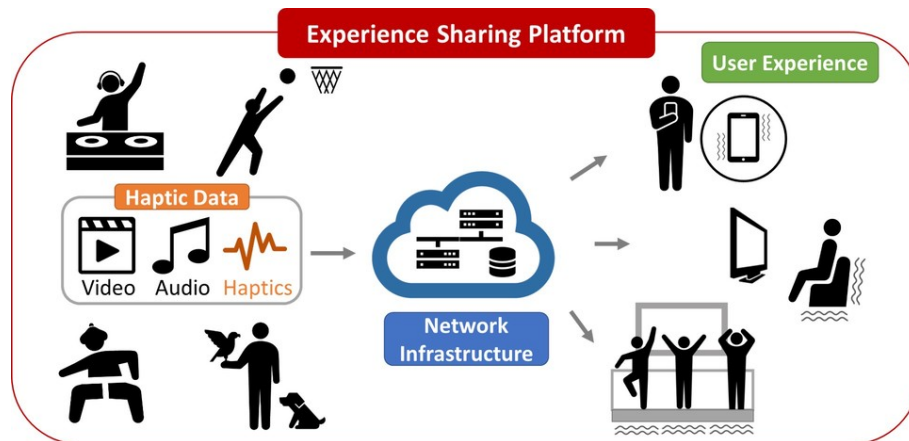 Experience Sharing Platform
User Experience
Haptic Data
Video Audio Haptics
Network
Infrastructure